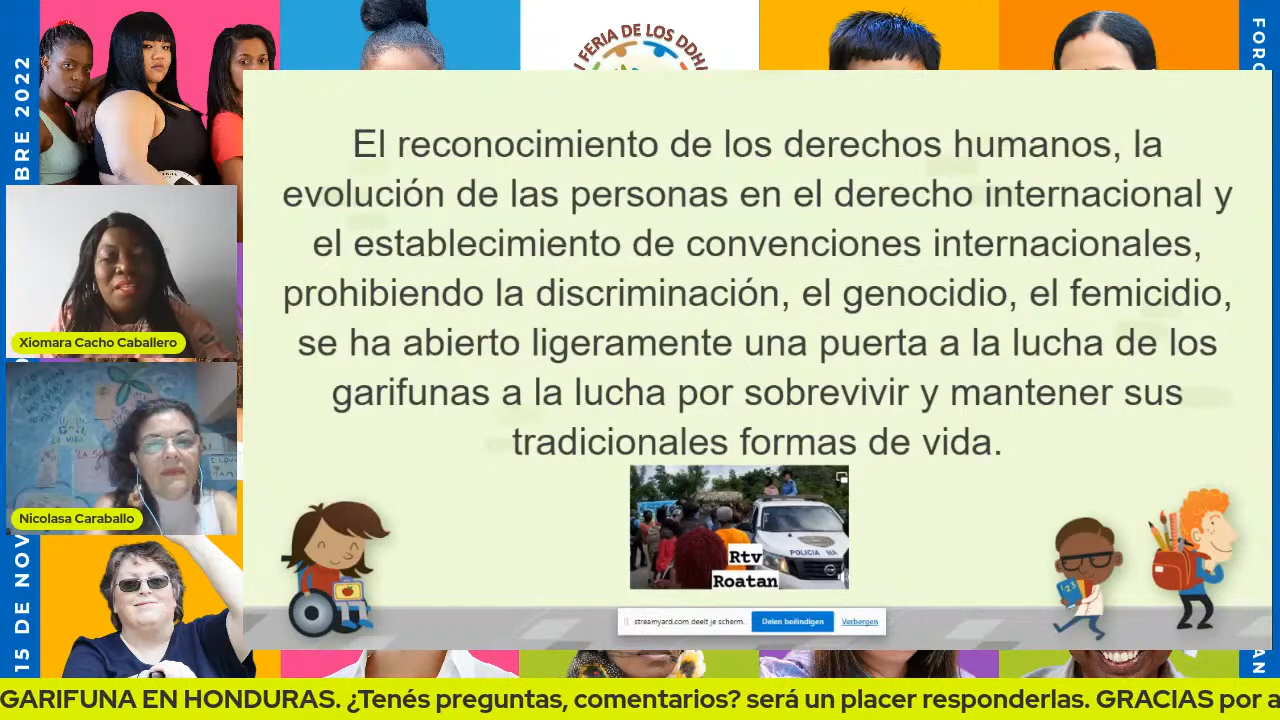 I FERIA DE LOS DDH
El reconocimiento de los derechos humanos, la
evolución de las personas en el derecho internacional y
el establecimiento de convenciones internacionales,
prohibiendo la discriminación, el genocidio, el femicidio,
se ha abierto ligeramente una puerta a la lucha de los
garifunas a la lucha por sobrevivir y mantener sus
tradicionales formas de vida.
Xiomara Cacho Caballero
Nicolasa Caraballo
POLICIA NA
Rtv
Roatan
123
streamyard.com deelt je scherm.
Delen beëindigen
Verbergen
BRE 2022
15 DE NOV
FORO
AN
GARIFUNA EN HONDURAS. ¿Tenés preguntas, comentarios? será un placer responderlas. GRACIAS por a